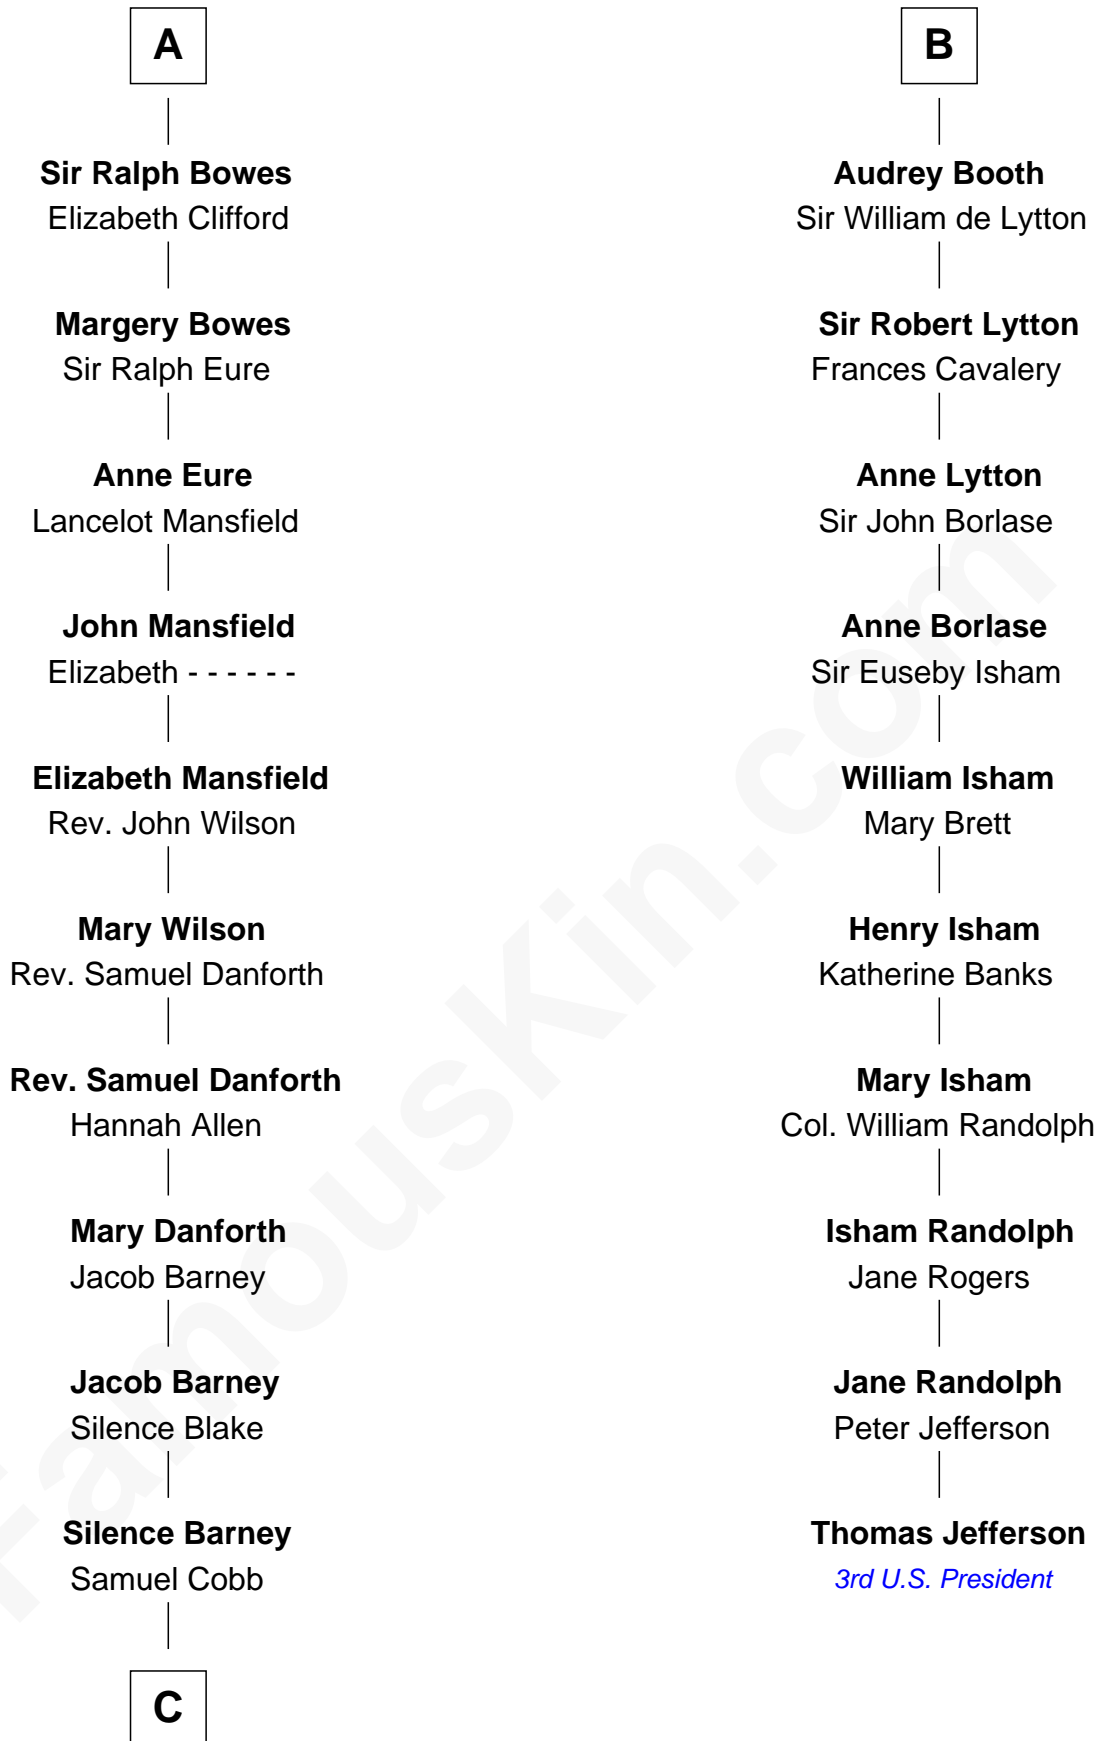 A
Sir Ralph Bowes
Elizabeth Clifford
Margery Bowes
Sir Ralph Eure
Anne Eure
Lancelot Mansfield
John Mansfield
Elizabeth - - - - - -
Elizabeth Mansfield
Rev. John Wilson
Mary Wilson
Rev. Samuel Danforth
Rev. Samuel Danforth
Hannah Allen
Mary Danforth
Jacob Barney
Jacob Barney
Silence Blake
Silence Barney
Samuel Cobb
C
B
Audrey Booth
Sir William de Lytton
Sir Robert Lytton
Frances Cavalery
Anne Lytton
Sir John Borlase
Anne Borlase
Sir Euseby Isham
William Isham
Mary Brett
Henry Isham
Katherine Banks
Mary Isham
Col. William Randolph
Isham Randolph
Jane Rogers
Jane Randolph
Peter Jefferson
Thomas Jefferson
3rd U.S. President
FamousKin.com